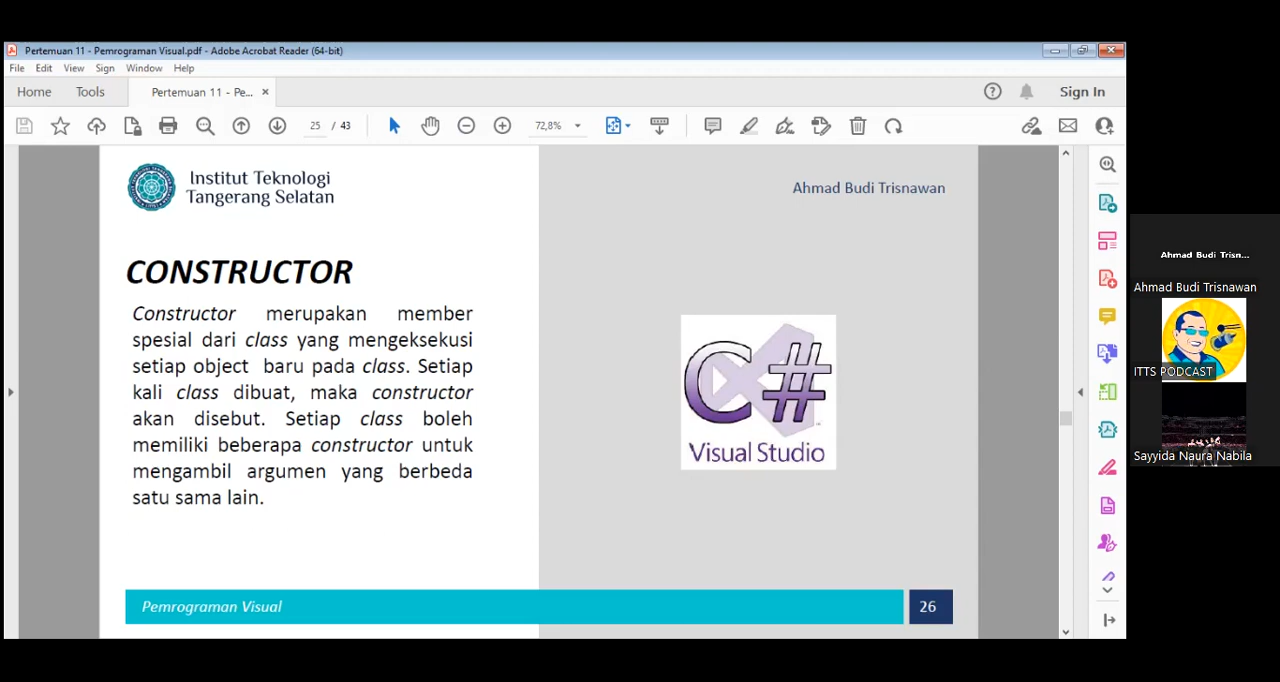 Pertemuan 11 - Pemrograman Visual.pdf - Adobe Acrobat Reader (64-bit)
File Edit View Sign Window Help
Home Tools Pertemuan 11 - Pe... × Sign In
25 / 43 72,8%
Institut Teknologi
Tangerang Selatan
Ahmad Budi Trisnawan
CONSTRUCTOR
Constructor merupakan member
spesial dari class yang mengeksekusi
setiap object baru pada class. Setiap
kali class dibuat, maka constructor
akan disebut. Setiap class boleh
memiliki beberapa constructor untuk
mengambil argumen yang berbeda
satu sama lain.
C#
Visual Studio
Pemrograman Visual
26
Ahmad Budi Trisn...
Ahmad Budi Trisnawan
ITTS PODCAST
Sayyida Naura Nabila